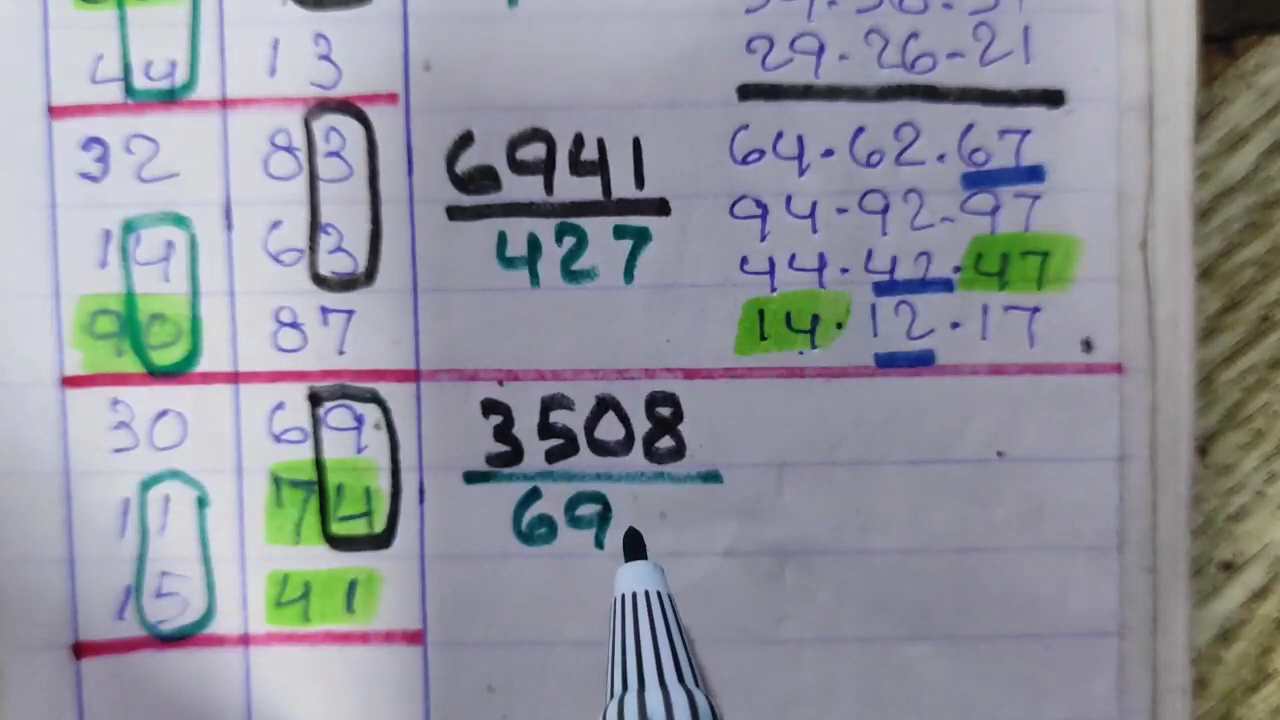 29.26-21
44 13
32 83 6941 64.62.67
94-92-97
14 63 427 44.42.47
90 87 14.12.17
30 69 3508
11 74 69
15 41